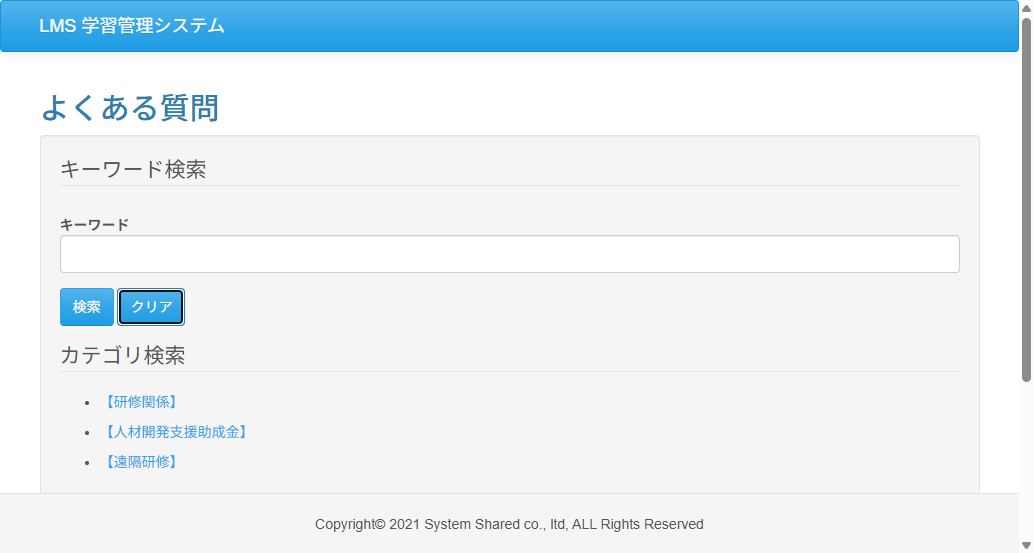 LMS 学習管理システム
よくある質問
キーワード検索
キーワード
検索 クリア
カテゴリ検索
【研修関係】
【人材開発支援助成金】
【遠隔研修】
Copyright© 2021 System Shared co., ltd, ALL Rights Reserved